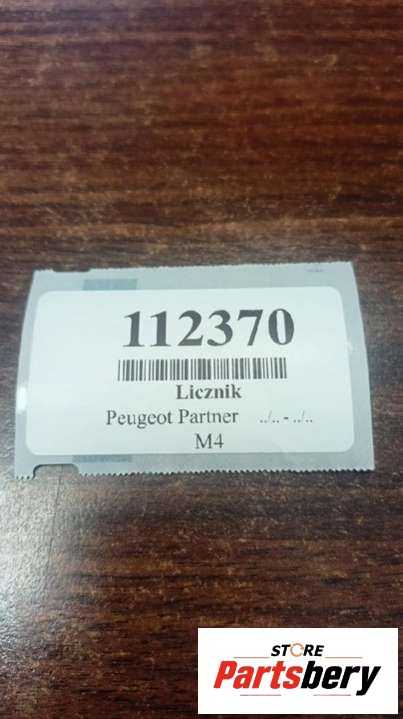 112370
Licznik
Peugeot Partner ../.. - ../..
M4
STORE
Partsbery